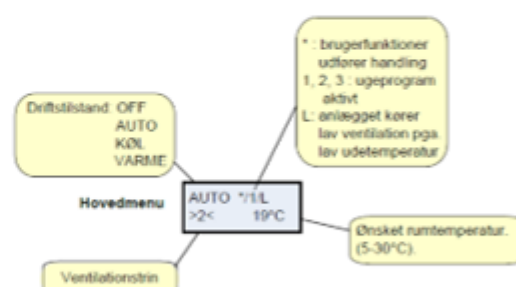 * : brugerfunktioner
udfører handling
1, 2, 3 : ugeprogram
aktivt
L: anlægget kører
lav ventilation pga.
lav udetemperatur
Driftstilstand OFF
AUTO
KØL
VARME
Hovedmenu
AUTO */1/L
>2< 19°C
Ønsket rumtemperatur.
(5-30°C).
Ventilationstrin